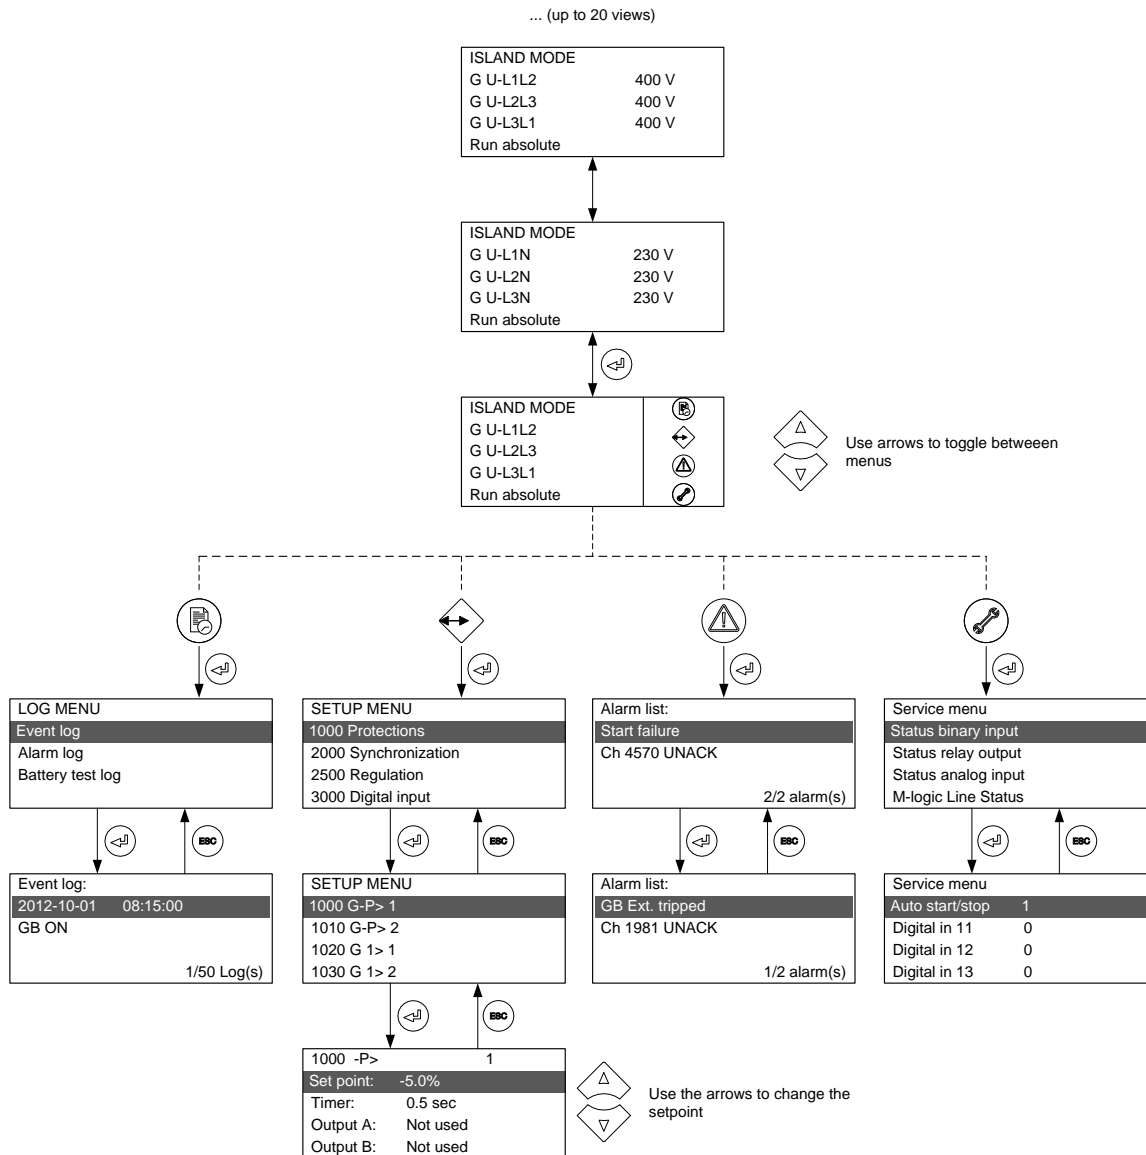 ... (up to 20 views)
ISLAND MODE
G U-L1L2 400 V
G U-L2L3 400 V
G U-L3L1 400 V
Run absolute
ISLAND MODE
G U-L1N 230 V
G U-L2N 230 V
G U-L3N 230 V
Run absolute
ISLAND MODE
G U-L1L2
G U-L2L3
G U-L3L1
Run absolute
Use arrows to toggle betweeen
menus
LOG MENU
Event log
Alarm log
Battery test log
SETUP MENU
1000 Protections
2000 Synchronization
2500 Regulation
3000 Digital input
Alarm list:
Start failure
Ch 4570 UNACK
2/2 alarm(s)
Service menu
Status binary input
Status relay output
Status analog input
M-logic Line Status
ESC
ESC
ESC
ESC
Event log:
2012-10-01 08:15:00
GB ON
1/50 Log(s)
SETUP MENU
1000 G-P> 1
1010 G-P> 2
1020 G 1> 1
1030 G 1> 2
Alarm list:
GB Ext. tripped
Ch 1981 UNACK
1/2 alarm(s)
Service menu
Auto start/stop 1
Digital in 11 0
Digital in 12 0
Digital in 13 0
ESC
1000 -P> 1
Set point: -5.0%
Timer: 0.5 sec
Output A: Not used
Output B: Not used
Use the arrows to change the
setpoint